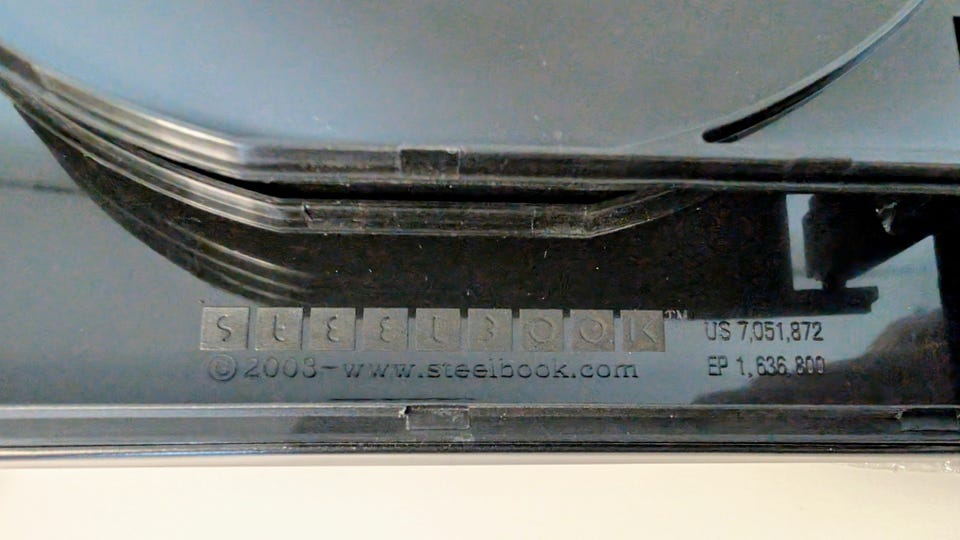 STEELBOOK™
©2003-www.steelbook.com
US 7,051,872
EP 1,636,800